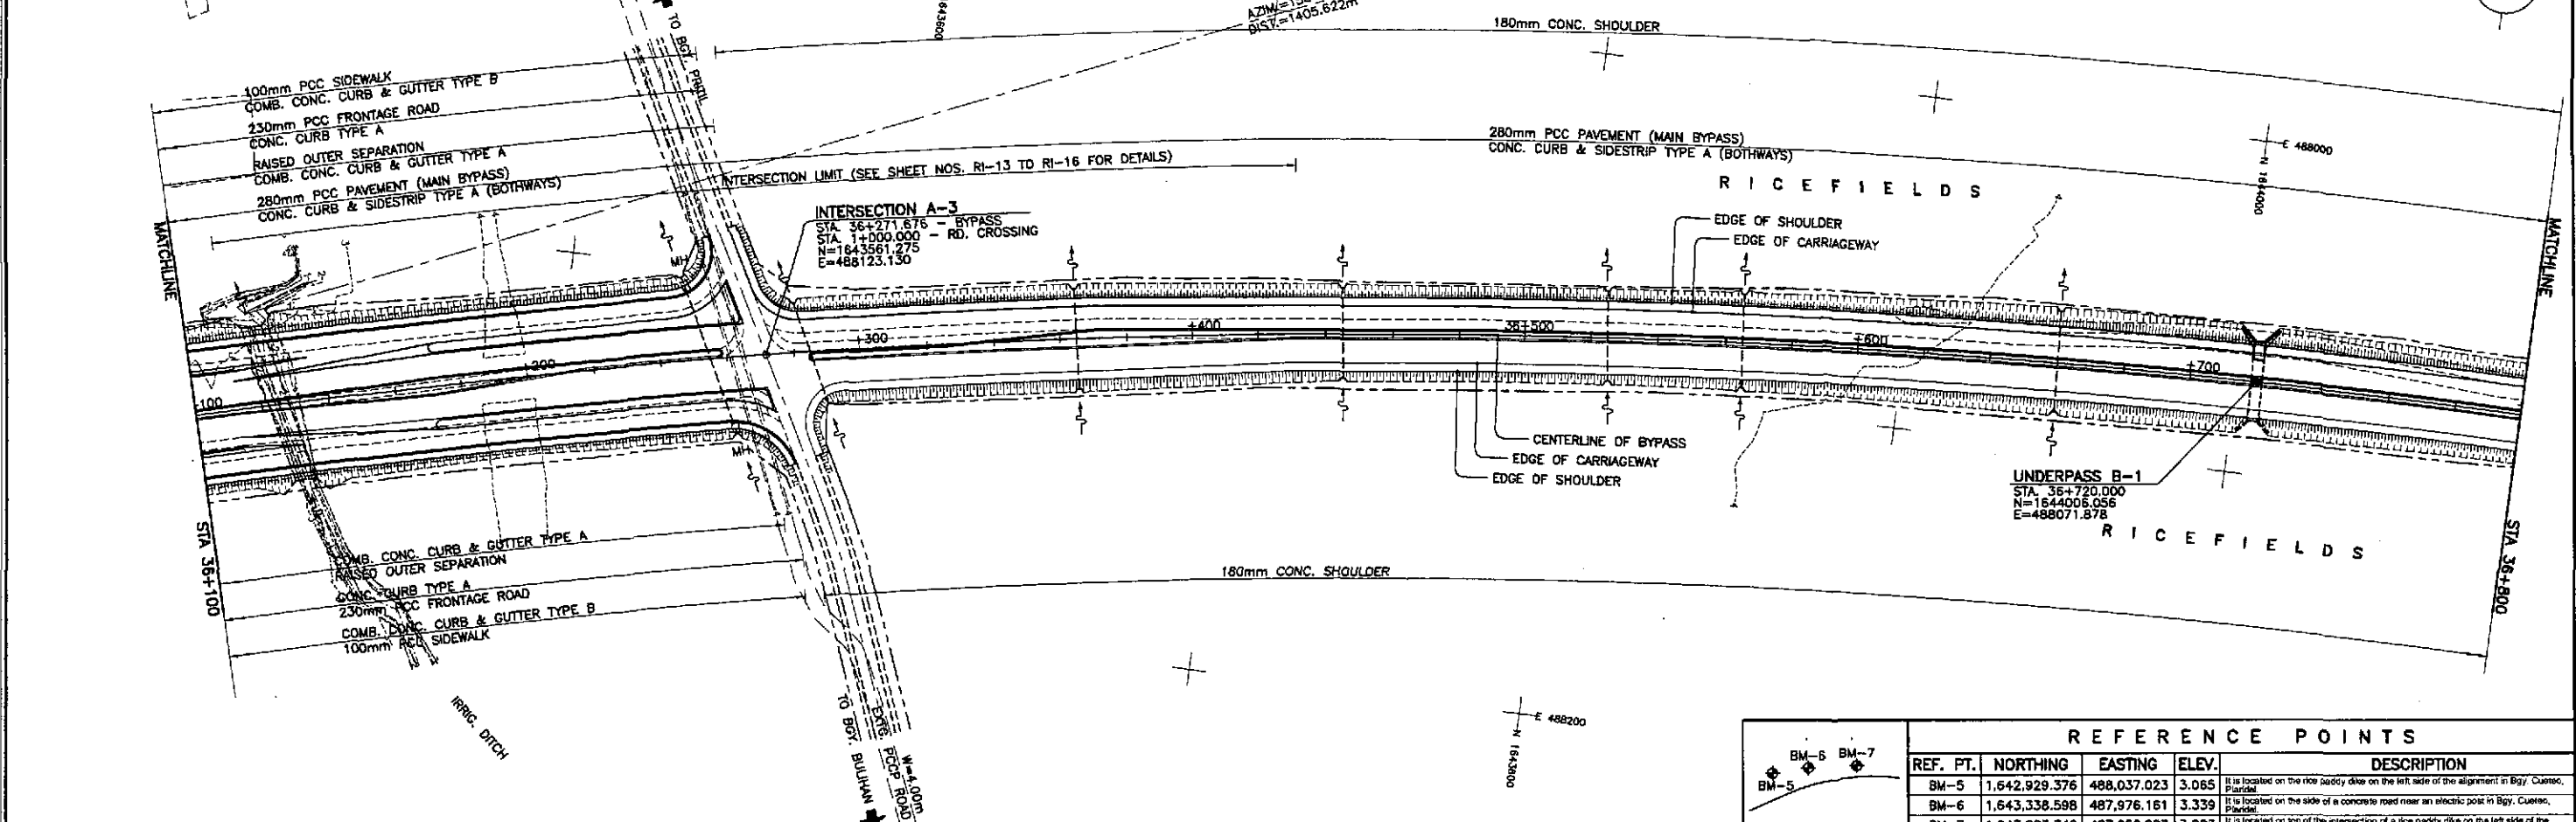 TO BGY. PRITIL
1643600
DIST.=1405.622m
180mm CONC. SHOULDER
100mm PCC SIDEWALK
COMB. CONC. CURB & GUTTER TYPE B
230mm PCC FRONTAGE ROAD
CONC. CURB TYPE A
RAISED OUTER SEPARATION
COMB. CONC. CURB & GUTTER TYPE A
280mm PCC PAVEMENT (MAIN BYPASS)
CONC. CURB & SIDESTRIP TYPE A (BOTHWAYS)
INTERSECTION LIMIT (SEE SHEET NOS. RI-13 TO RI-16 FOR DETAILS)
280mm PCC PAVEMENT (MAIN BYPASS)
CONC. CURB & SIDESTRIP TYPE A (BOTHWAYS)
E 488000
N 1644000
RICEFIELDS
MATCHLINE
MATCHLINE
INTERSECTION A-3
STA. 36+271.676 - BYPASS
STA. 1+000.000 - RD. CROSSING
N=1643561.275
E=488123.130
EDGE OF SHOULDER
EDGE OF CARRIAGEWAY
MH
100
+200
+300
+400
36+500
+600
+700
MH
CENTERLINE OF BYPASS
EDGE OF CARRIAGEWAY
EDGE OF SHOULDER
UNDERPASS B-1
STA. 36+720.000
N=1644006.056
E=488071.878
RICEFIELDS
STA 36+100
STA 36+800
COMB. CONC. CURB & GUTTER TYPE A
RAISED OUTER SEPARATION
CONC. CURB TYPE A
230mm PCC FRONTAGE ROAD
COMB. CONC. CURB & GUTTER TYPE B
100mm PCC SIDEWALK
180mm CONC. SHOULDER
IRRIG. DITCH
TO BGY. BULIHAN
EXTG. PCCP ROAD
W=4.00m
E 488200
N 1643800
BM-5
BM-6
BM-7
REFERENCE POINTS
REF. PT. NORTHING EASTING ELEV. DESCRIPTION
BM-5 1,642,929.376 488,037.023 3.065 It is located on the rice paddy dike on the left side of the alignment in Bgy. Culianin, Plaridel.
BM-6 1,643,338.598 487,976.161 3.339 It is located on the side of a concrete road near an electric post in Bgy.